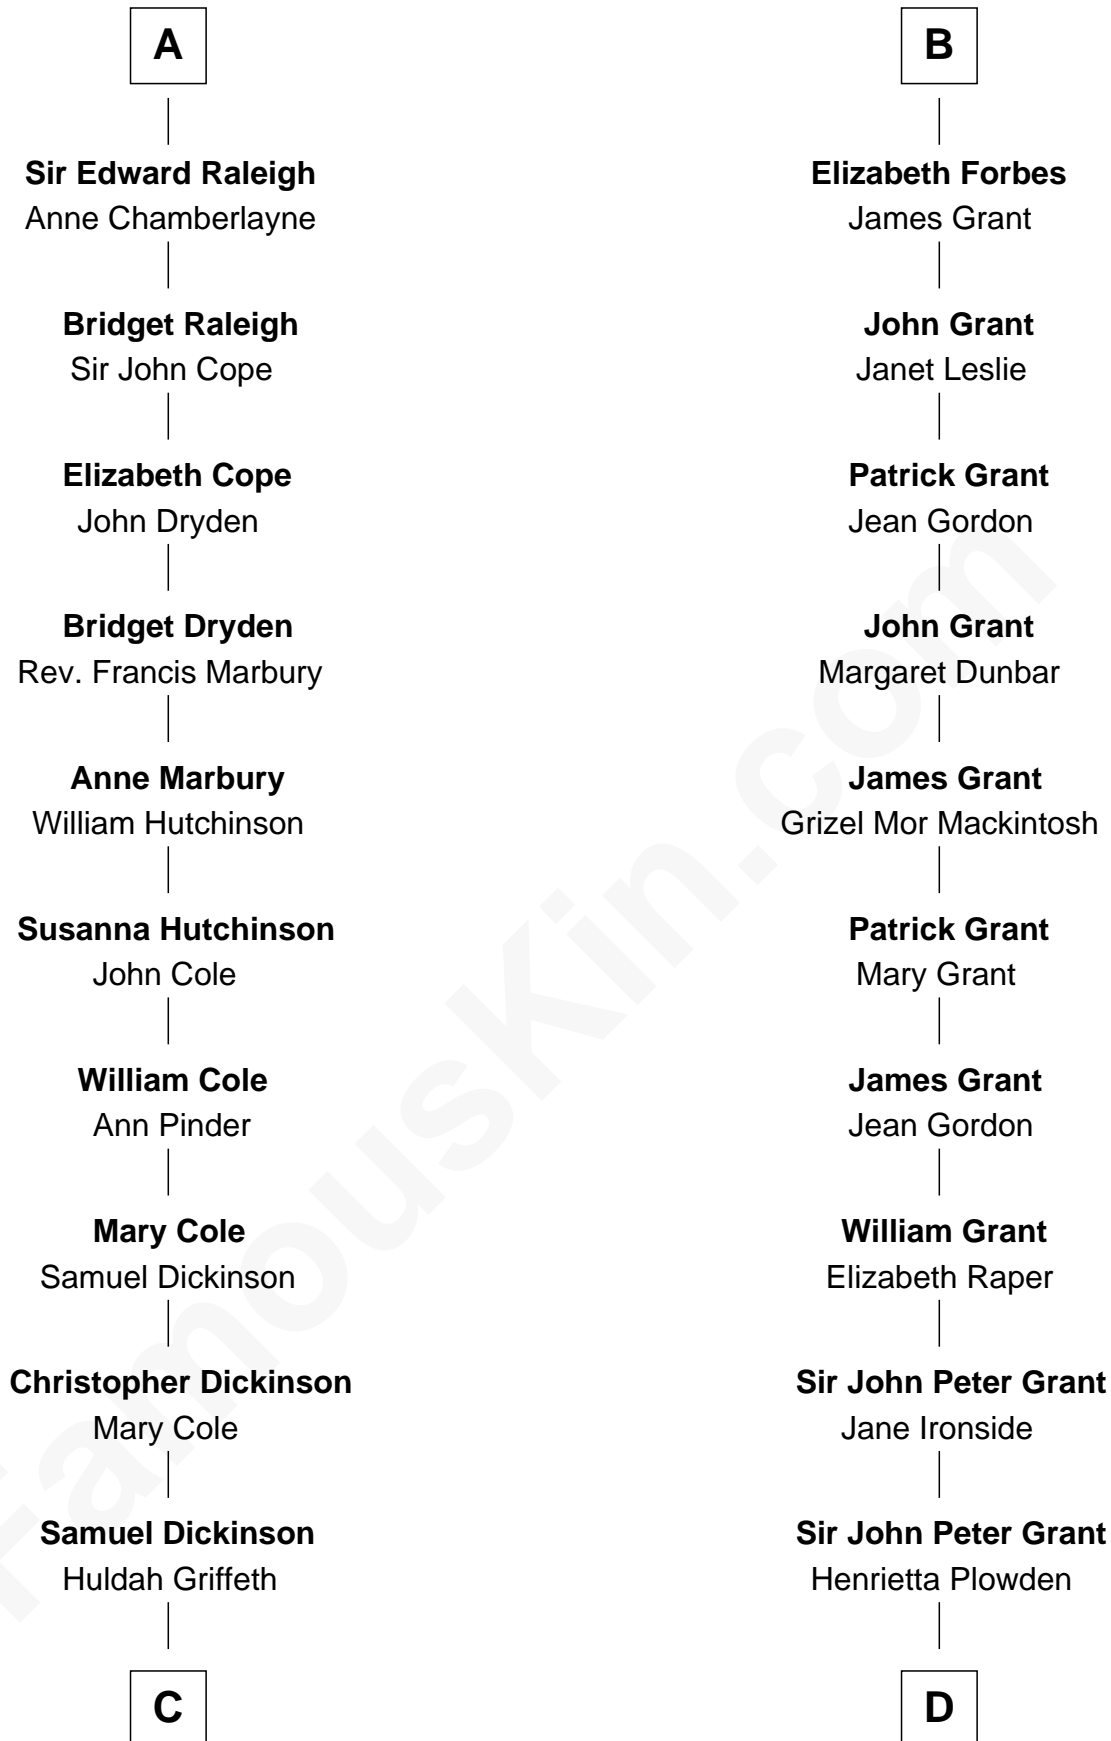 A
Sir Edward Raleigh
Anne Chamberlayne
Bridget Raleigh
Sir John Cope
Elizabeth Cope
John Dryden
Bridget Dryden
Rev. Francis Marbury
Anne Marbury
William Hutchinson
Susanna Hutchinson
John Cole
William Cole
Ann Pinder
Mary Cole
Samuel Dickinson
Christopher Dickinson
Mary Cole
Samuel Dickinson
Huldah Griffeth
C
B
Elizabeth Forbes
James Grant
John Grant
Janet Leslie
Patrick Grant
Jean Gordon
John Grant
Margaret Dunbar
James Grant
Grizel Mor Mackintosh
Patrick Grant
Mary Grant
James Grant
Jean Gordon
William Grant
Elizabeth Raper
Sir John Peter Grant
Jane Ironside
Sir John Peter Grant
Henrietta Plowden
D
FamousKin.com